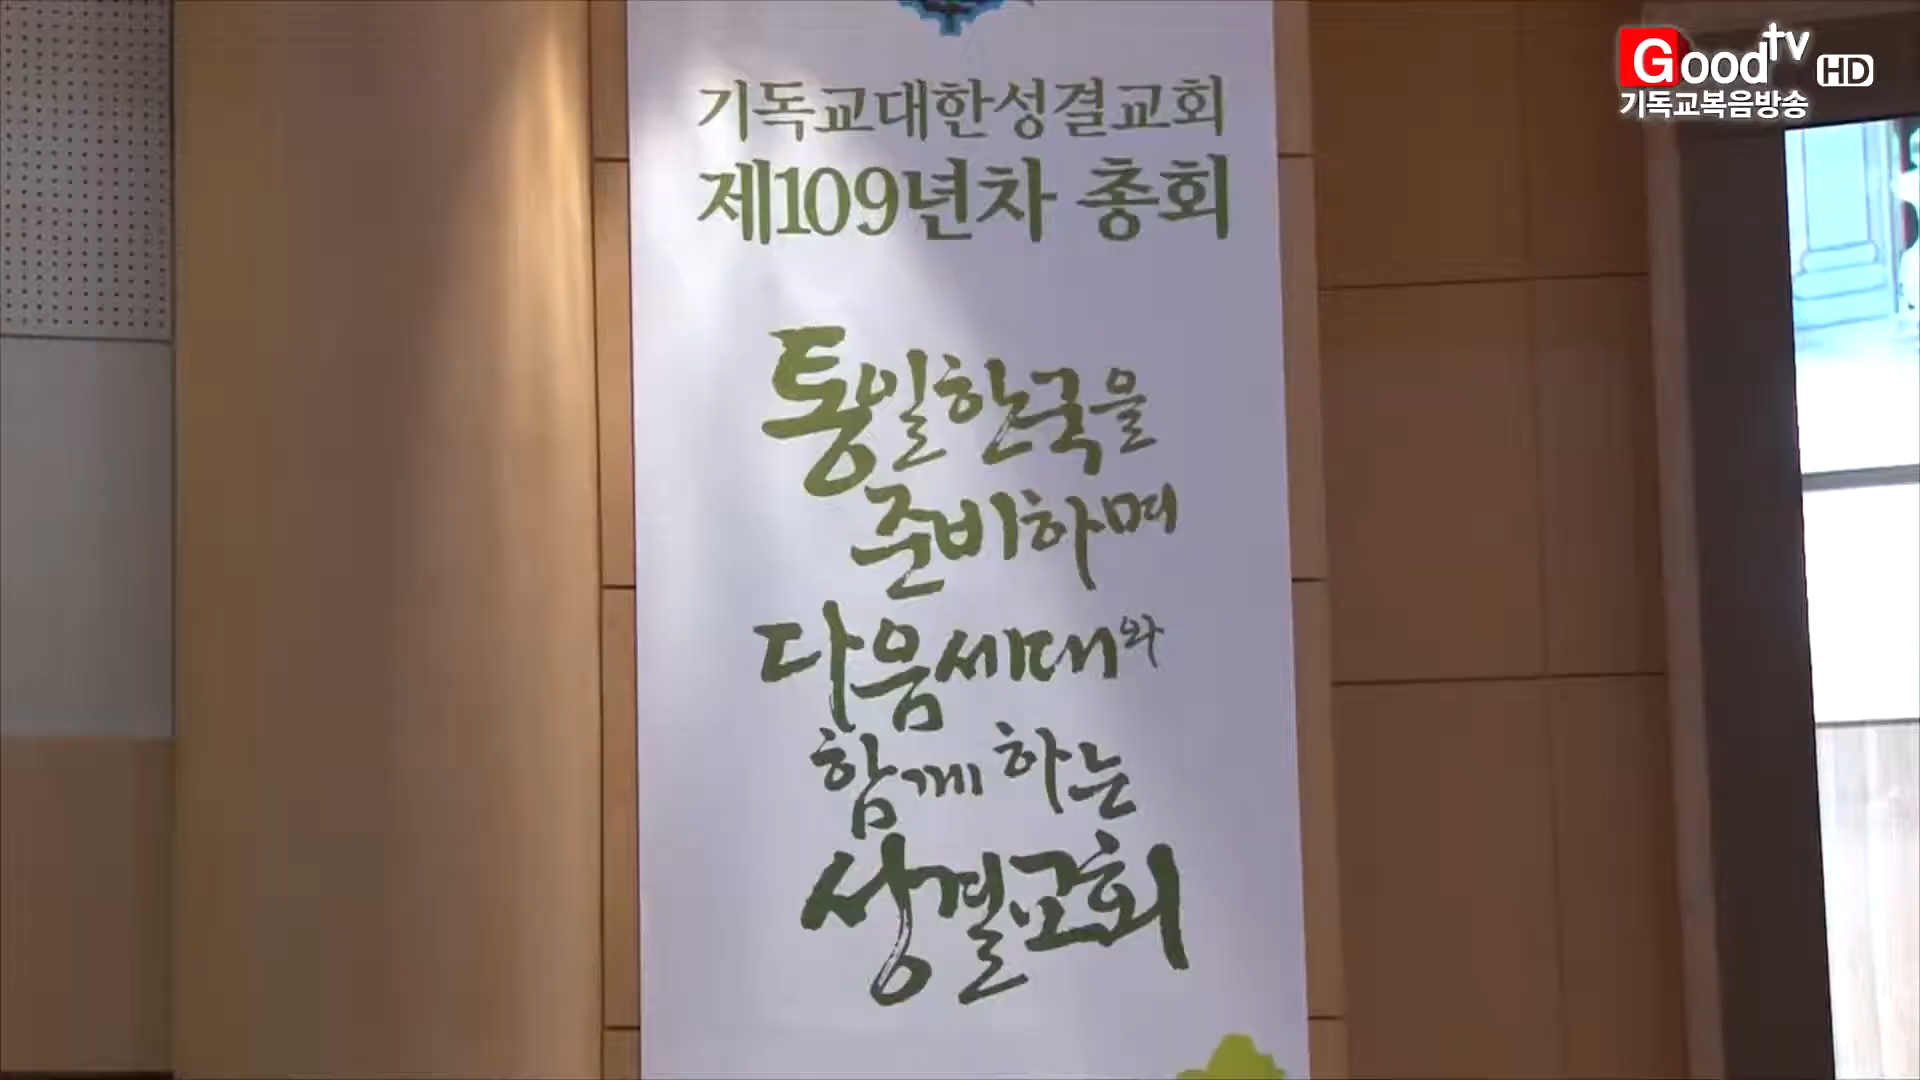 기독교대한성결교회
제109년차 총회
통일한국을
준비하며
다음세대와
함께 하는
성결교회
Goodtv HD
기독교복음방송